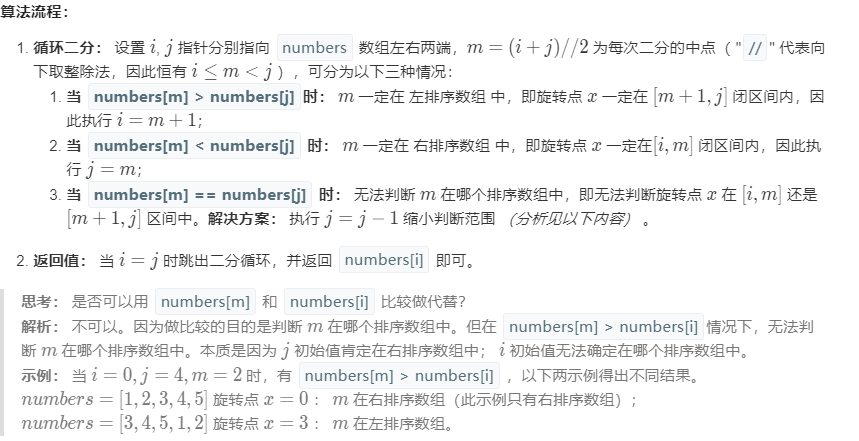 算法流程：
1. 循环二分： 设置 i, j 指针分别指向 numbers 数组左右两端， m = (i + j)//2 为每次二分的中点（ "//" 代表向
下取整除法，因此恒有 i ≤ m < j ），可分为以下三种情况：
1. 当 numbers[m] > numbers[j] 时： m 一定在 左排序数组 中，即旋转点 x 一定在 [m + 1, j] 闭区间内，因
此执行 i = m + 1；
2. 当 numbers[m] < numbers[j] 时： m 一定在 右排序数组 中，即旋转点 x 一定在[i, m] 闭区间内，因此执
行 j = m；
3. 当 numbers[m] == numbers[j] 时： 无法判断 m 在哪个排序数组中，即无法判断旋转点 x 在 [i, m] 还是
[m + 1, j] 区间中。解决方案： 执行 j = j − 1 缩小判断范围 （分析见以下内容） 。
2. 返回值： 当 i = j 时跳出二分循环，并返回 numbers[i] 即可。
思考： 是否可以用 numbers[m] 和 numbers[i] 比较做代替？
解析： 不可以。因为做比较的目的是判断 m 在哪个排序数组中。但在 numbers[m] > numbers[i] 情况下，无法判
断 m 在哪个排序数组中。本质是因为 j 初始值肯定在右排序数组中； i 初始值无法确定在哪个排序数组中。
示例： 当 i = 0, j = 4, m = 2 时，有 numbers[m] > numbers[i] ，以下两示例得出不同结果。
numbers = [1, 2, 3, 4, 5] 旋转点 x = 0 ： m 在右排序数组（此示例只有右排序数组）；
numbers = [3, 4, 5, 1, 2] 旋转点 x = 3 ： m 在左排序数组。